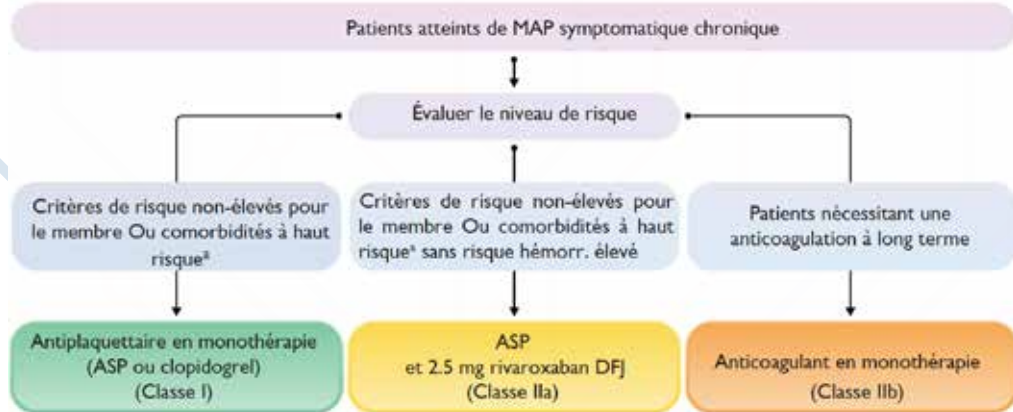 Patients atteints de MAP symptomatique chronique
Évaluer le niveau de risque
Critères de risque non-élevés pour
le membre Ou comorbidités à haut
risqueª
Critères de risque non-élevés pour
le membre Ou comorbidités à haut
risqueª sans risque hémorr. élevé
Patients nécessitant une
anticoagulation à long terme
Antiplaquettaire en monothérapie
(ASP ou clopidogrel)
(Classe I)
ASP
et 2.5 mg rivaroxaban DFJ
(Classe IIa)
Anticoagulant en monothérapie
(Classe IIb)